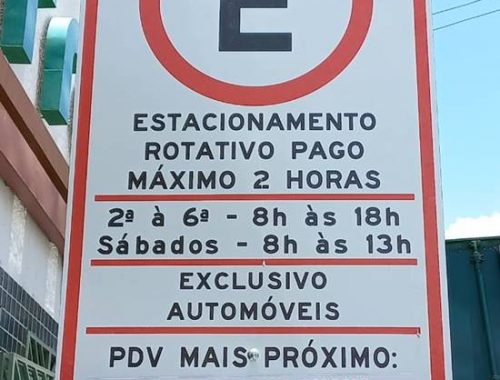 E
ESTACIONAMENTO
ROTATIVO PAGO
MÁXIMO 2 HORAS
2ª à 6ª - 8h às 18h
Sábados - 8h às 13h
EXCLUSIVO
AUTOMÓVEIS
PDV MAIS PRÓXIMO: